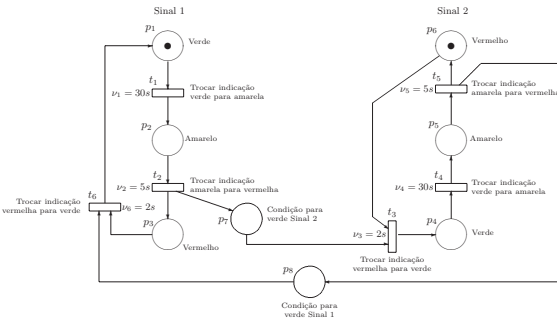 Sinal 1
Sinal 2
p₁
Verde
p₆
Vermelho
t₁
ν₁ = 30s
Trocar indicação
verde para amarela
t₅
ν₅ = 5s
Trocar indicação
amarela para vermelha
p₂
Amarelo
p₅
Amarelo
t₂
ν₂ = 5s
Trocar indicação
amarela para vermelha
t₄
ν₄ = 30s
Trocar indicação
verde para amarela
Trocar indicação
vermelha para verde
t₆
ν₆ = 2s
p₃
Vermelho
p₇
Condição para
verde Sinal 2
t₃
ν₃ = 2s
Trocar indicação
vermelha para verde
p₄
Verde
p₈
Condição para
verde Sinal 1